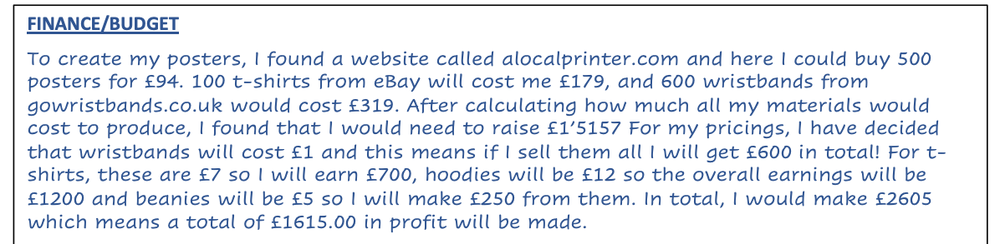 FINANCE/BUDGET
To create my posters, I found a website called alocalprinter.com and here I could buy 500
posters for £94. 100 t-shirts from eBay will cost me £179, and 600 wristbands from
gowristbands.co.uk would cost £319. After calculating how much all my materials would
cost to produce, I found that I would need to raise £1’5157 For my pricings, I have decided
that wristbands will cost £1 and this means if I sell them all I will get £600 in total! For t-
shirts, these are £7 so I will earn £700, hoodies will be £12 so the overall earnings will be
£1200 and beanies will be £5 so I will make £250 from them. In total, I would make £2605
which means a total of £1615.00 in profit will be made.